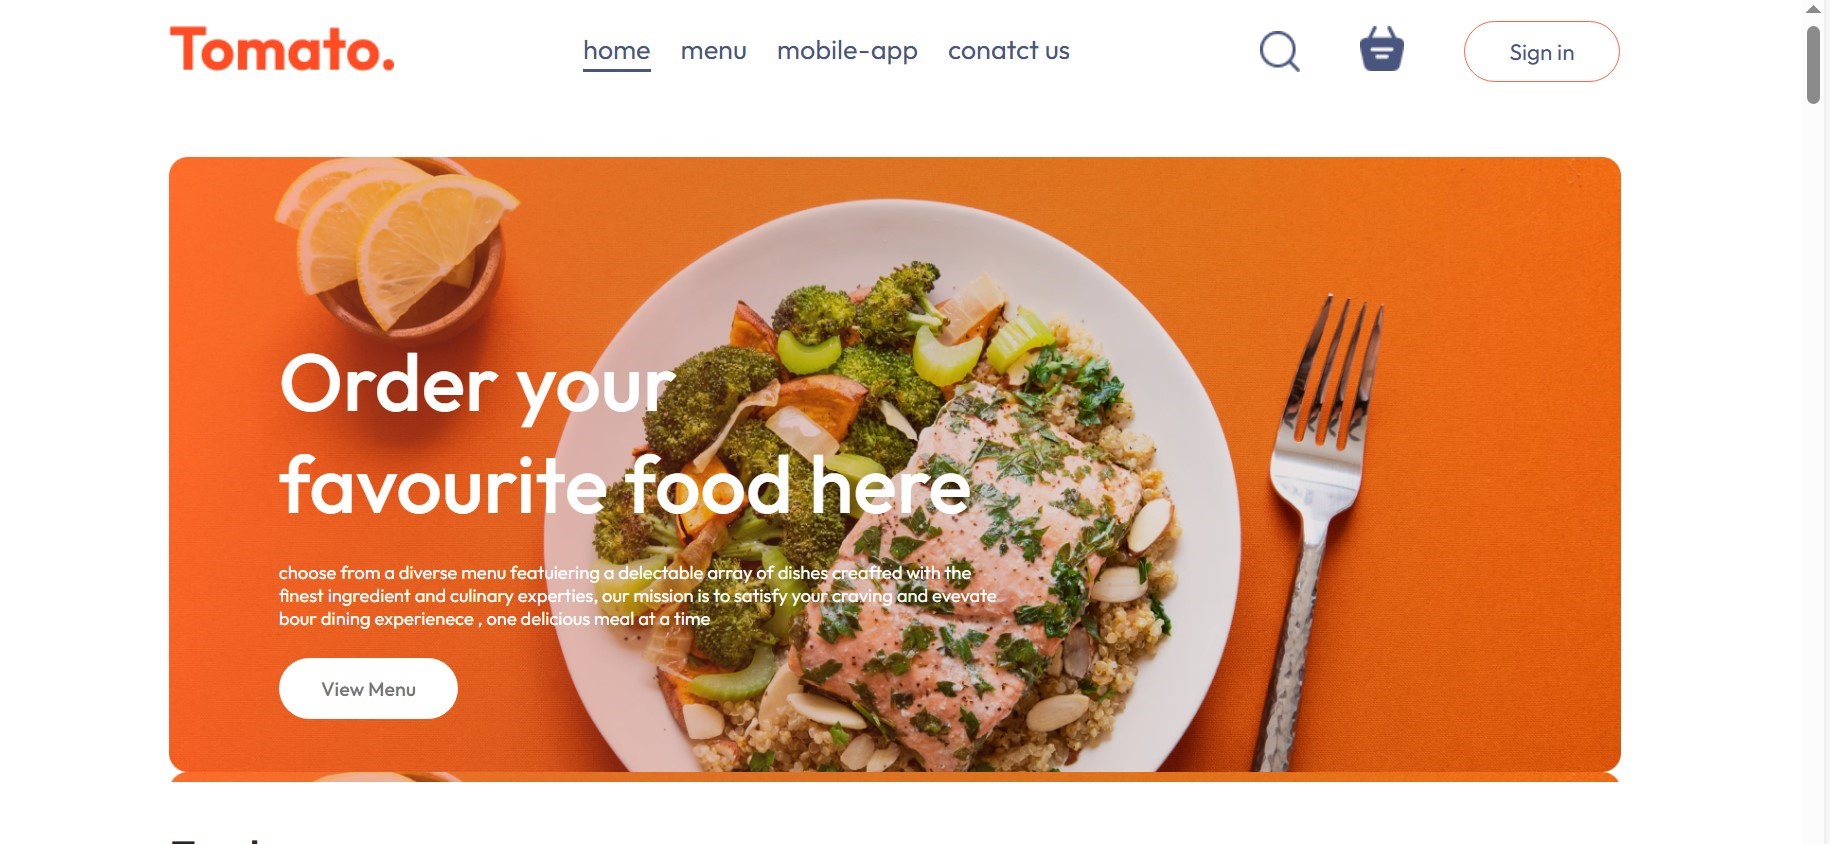 Tomato.
home menu mobile-app conatct us
Sign in
Order your
favourite food here
choose from a diverse menu featuiering a delectable array of dishes creafted with the
finest ingredient and culinary experties, our mission is to satisfy your craving and evevate
bour dining experienece , one delicious meal at a time
View Menu